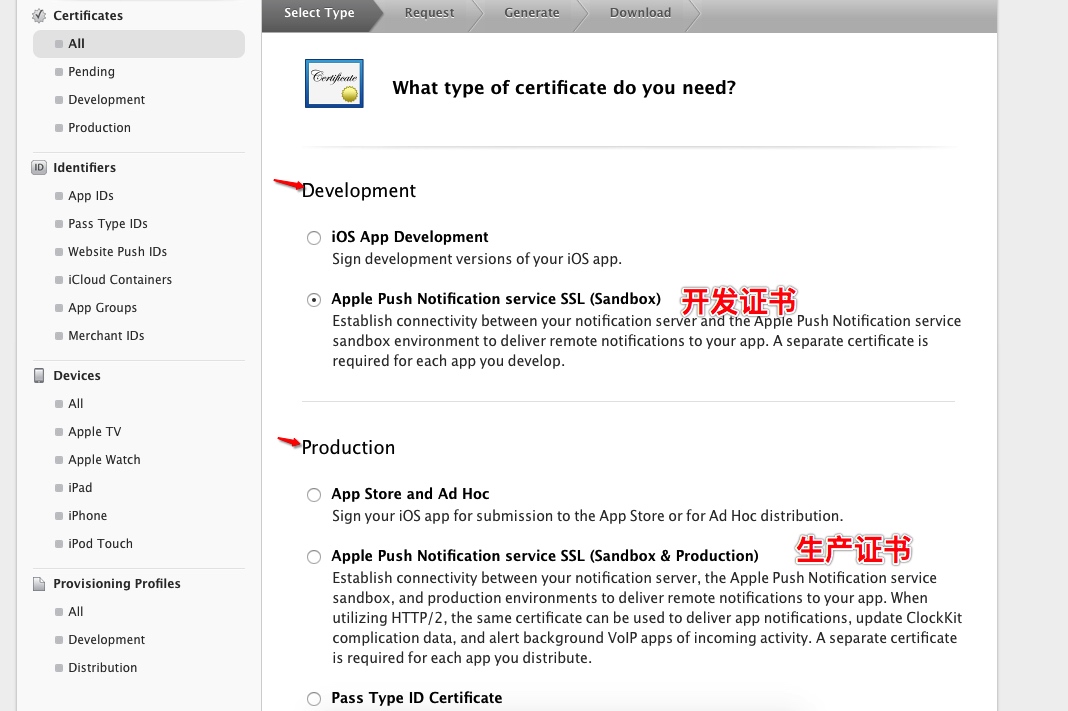 Select Type
Request
Generate
Download
Certificates
All
Pending
Development
Production
ID
Identifiers
App IDs
Pass Type IDs
Website Push IDs
iCloud Containers
App Groups
Merchant IDs
Devices
All
Apple TV
Apple Watch
iPad
iPhone
iPod Touch
Provisioning Profiles
All
Development
Distribution
Certificate
What type of certificate do you need?
Development
iOS App Development
Sign development versions of your iOS app.
Apple Push Notification service SSL (Sandbox)
开发证书
Establish connectivity between your notification server and the Apple Push Notification service
sandbox environment to deliver remote notifications to your app. A separate certificate is
required for each app you develop.
Production
App Store and Ad Hoc
Sign your iOS app for submission to the App Store or for Ad Hoc distribution.
Apple Push Notification service SSL (Sandbox & Production)
生产证书
Establish connectivity between your notification server, the Apple Push Notification service
sandbox, and production environments to deliver remote notifications to your app. When
utilizing HTTP/2, the same certificate can be used to deliver app notifications, update ClockKit
complication data, and alert background VoIP apps of incoming activity. A separate certificate
is required for each app you distribute.
Pass Type ID Certificate